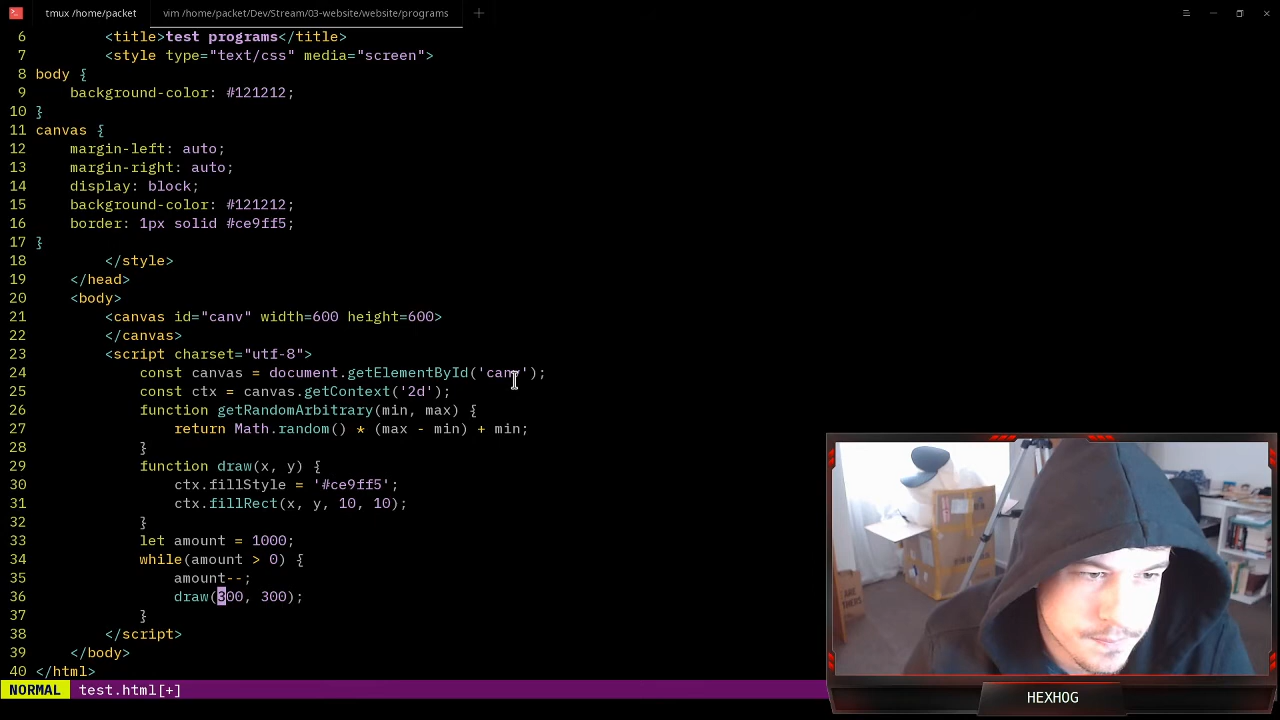 tmux /home/packet
vim /home/packet/Dev/Stream/03-website/website/programs
6 <title>test programs</title>
7 <style type="text/css" media="screen">
8 body {
9 background-color: #121212;
10 }
11 canvas {
12 margin-left: auto;
13 margin-right: auto;
14 display: block;
15 background-color: #121212;
16 border: 1px solid #ce9ff5;
17 }
18 </style>
19 </head>
20 <body>
21 <canvas id="canv" width=600 height=600>
22 </canvas>
23 <script charset="utf-8">
24 const canvas = document.getElementById('canv');
25 const ctx = canvas.getContext('2d');
26 function getRandomArbitrary(min, max) {
27 return Math.random() * (max - min) + min;
28 }
29 function draw(x, y) {
30 ctx.fillStyle = '#ce9ff5';
31 ctx.fillRect(x, y, 10, 10);
32 }
33 let amount = 1000;
34 while(amount > 0) {
35 amount--;
36 draw(300, 300);
37 }
38 </script>
39 </body>
40 </html>
NORMAL test.html[+]
HEXHOG